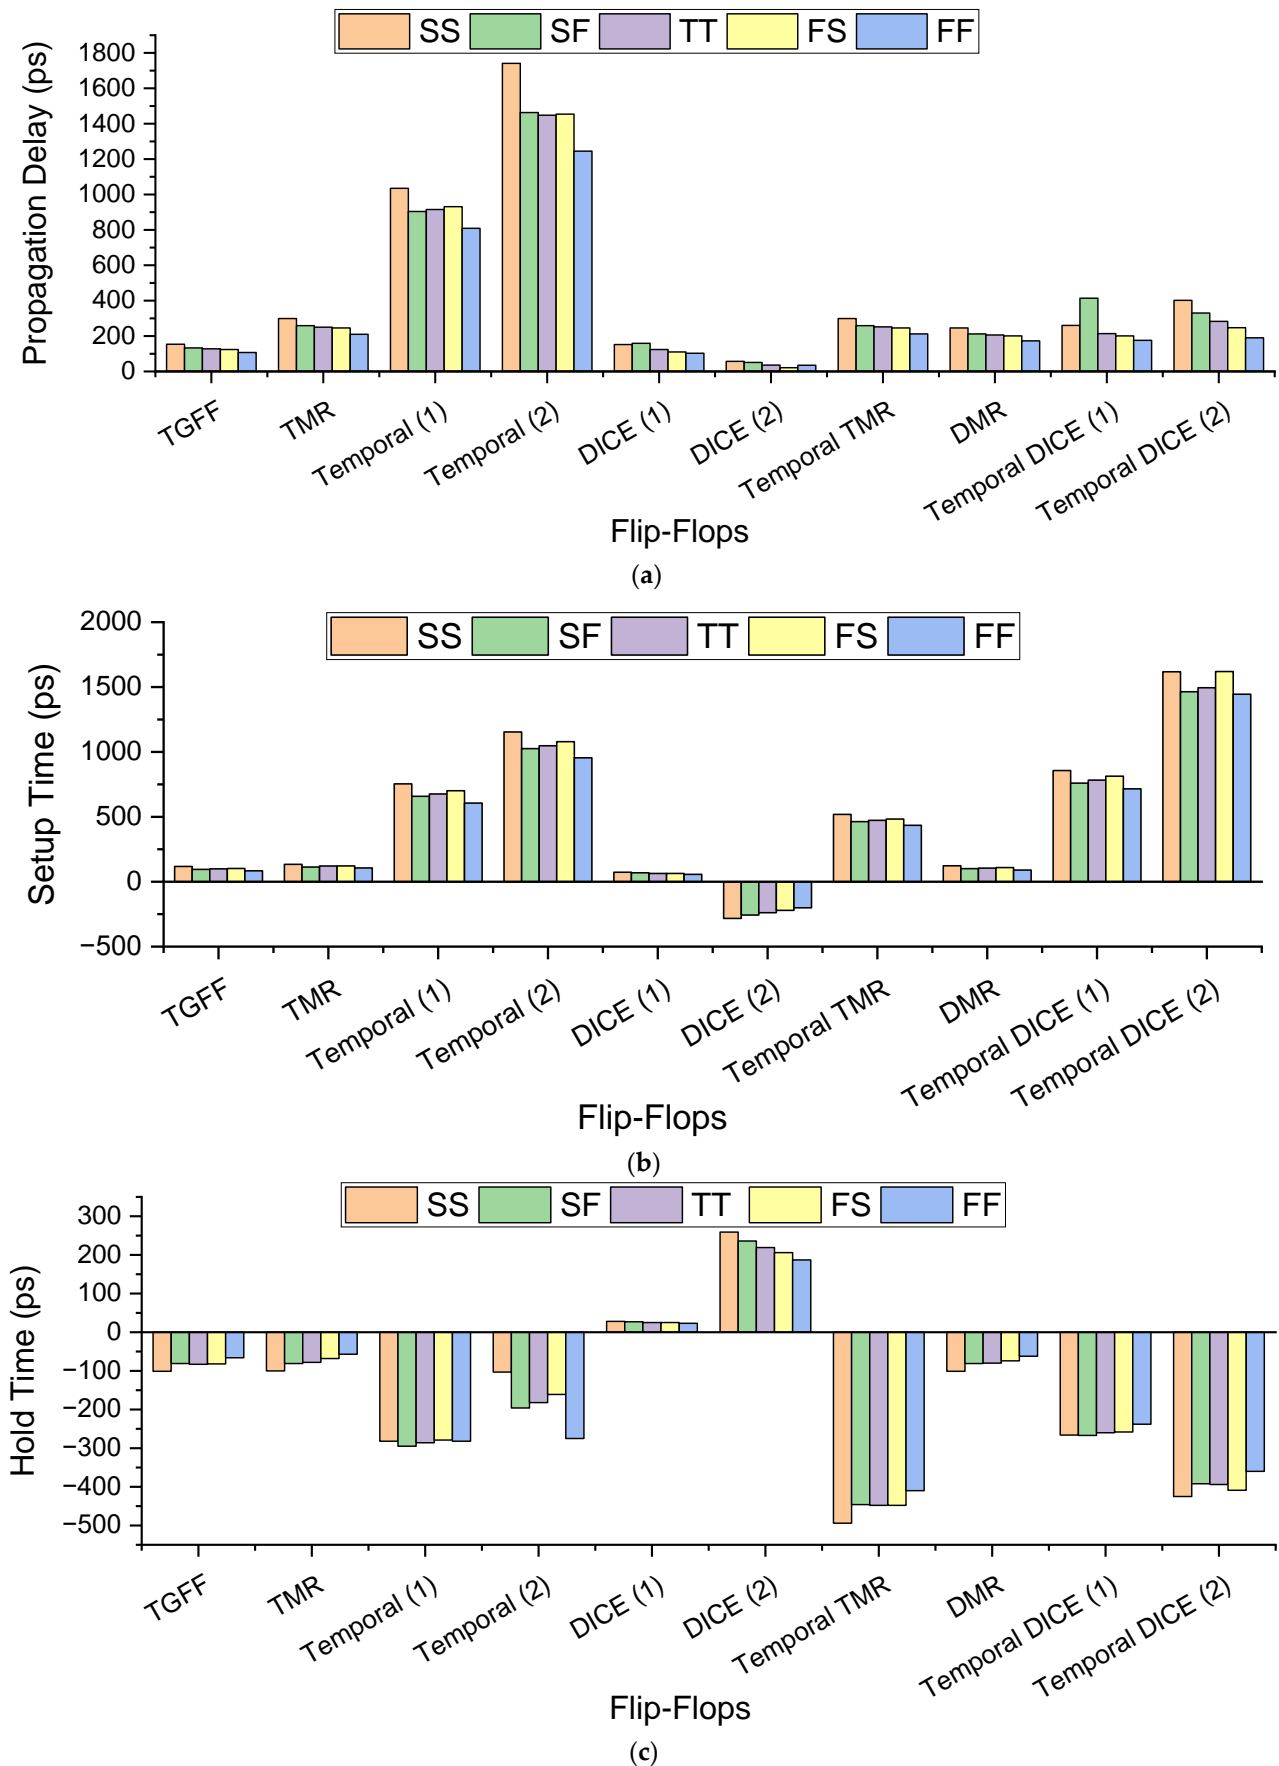 SS SF TT FS FF
Propagation Delay (ps)
1800
1600
1400
1200
1000
800
600
400
200
0
TGFF TMR Temporal (1) Temporal (2) DICE (1) DICE (2) Temporal TMR DMR Temporal DICE (1) Temporal DICE (2)
Flip-Flops
(a)
SS SF TT FS FF
Setup Time (ps)
2000
1500
1000
500
0
−500
TGFF TMR Temporal (1) Temporal (2) DICE (1) DICE (2) Temporal TMR DMR Temporal DICE (1) Temporal DICE (2)
Flip-Flops
(b)
SS SF TT FS FF
Hold Time (ps)
300
200
100
0
−100
−200
−300
−400
−500
TGFF TMR Temporal (1) Temporal (2) DICE (1) DICE (2) Temporal TMR DMR Temporal DICE (1) Temporal DICE (2)
Flip-Flops
(c)